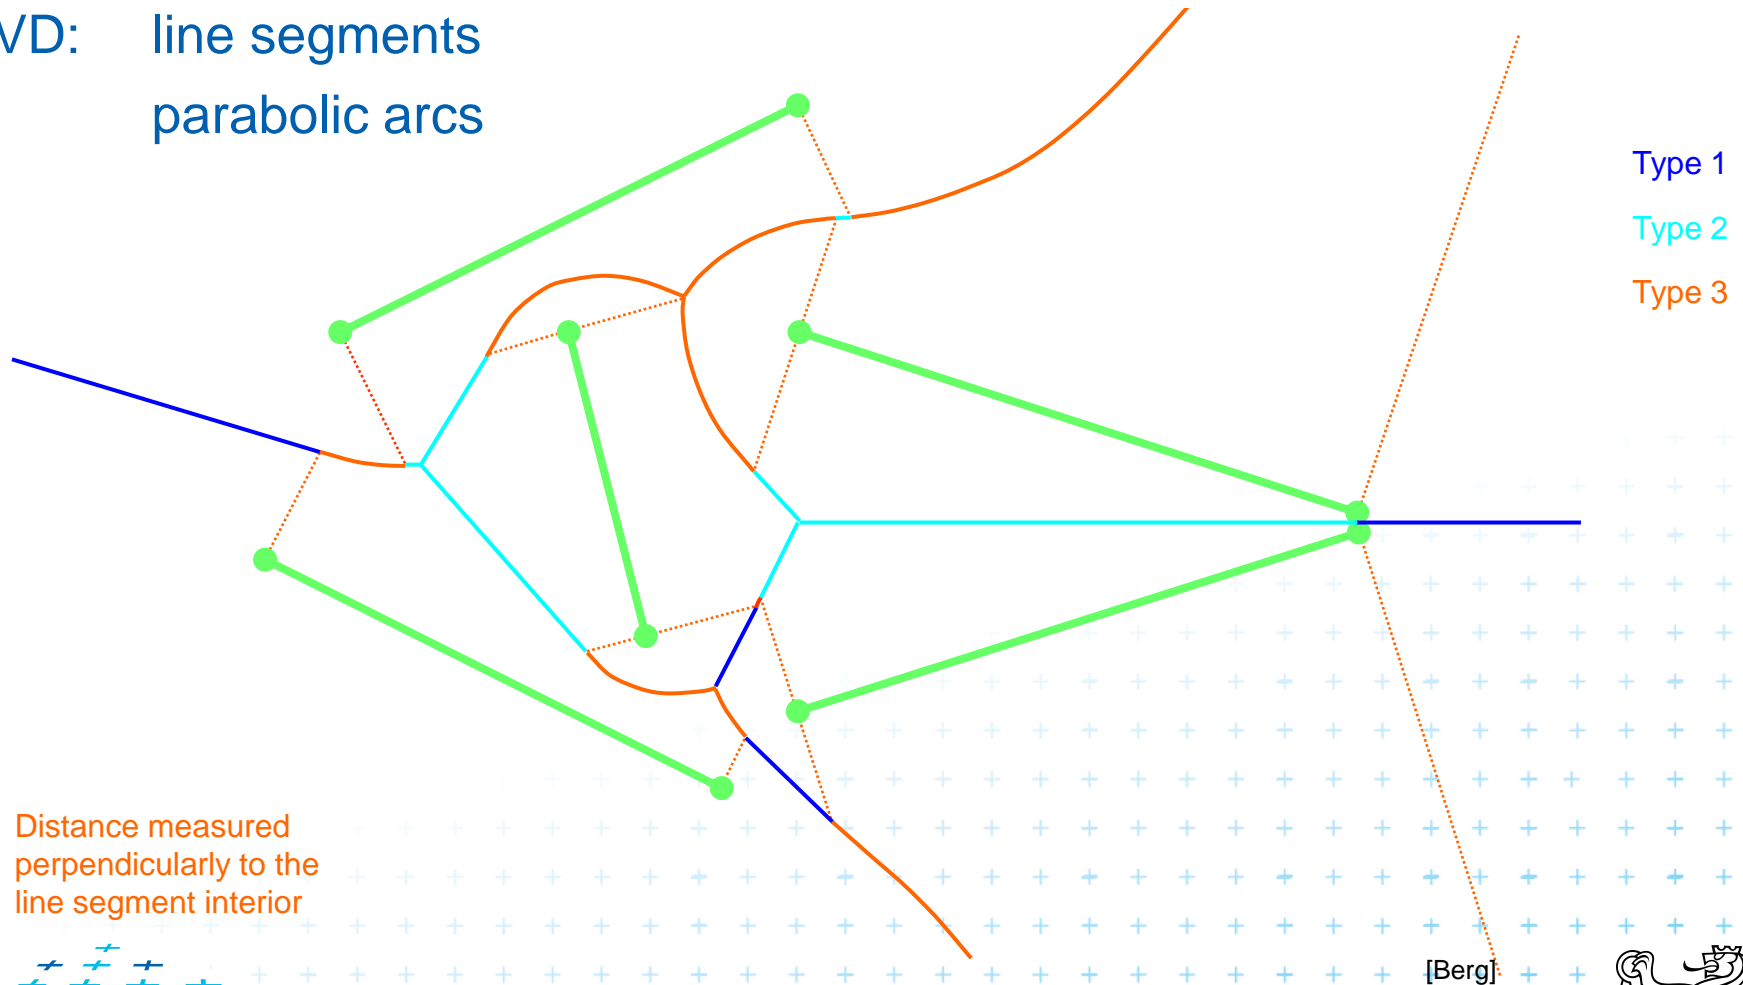 VD: line segments
parabolic arcs
Type 1
Type 2
Type 3
Distance measured
perpendicularly to the
line segment interior
[Berg]